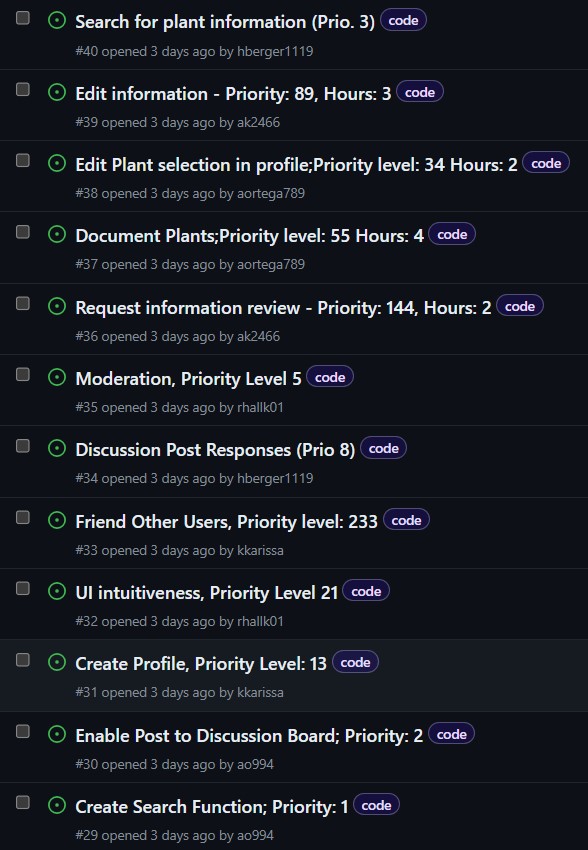 Search for plant information (Prio. 3) code
#40 opened 3 days ago by hberger1119
Edit information - Priority: 89, Hours: 3 code
#39 opened 3 days ago by ak2466
Edit Plant selection in profile;Priority level: 34 Hours: 2 code
#38 opened 3 days ago by aortega789
Document Plants;Priority level: 55 Hours: 4 code
#37 opened 3 days ago by aortega789
Request information review - Priority: 144, Hours: 2 code
#36 opened 3 days ago by ak2466
Moderation, Priority Level 5 code
#35 opened 3 days ago by rhallk01
Discussion Post Responses (Prio 8) code
#34 opened 3 days ago by hberger1119
Friend Other Users, Priority level: 233 code
#33 opened 3 days ago by kkarissa
UI intuitiveness, Priority Level 21 code
#32 opened 3 days ago by rhallk01
Create Profile, Priority Level: 13 code
#31 opened 3 days ago by kkarissa
Enable Post to Discussion Board; Priority: 2 code
#30 opened 3 days ago by ao994
Create Search Function; Priority: 1 code
#29 opened 3 days ago by ao994